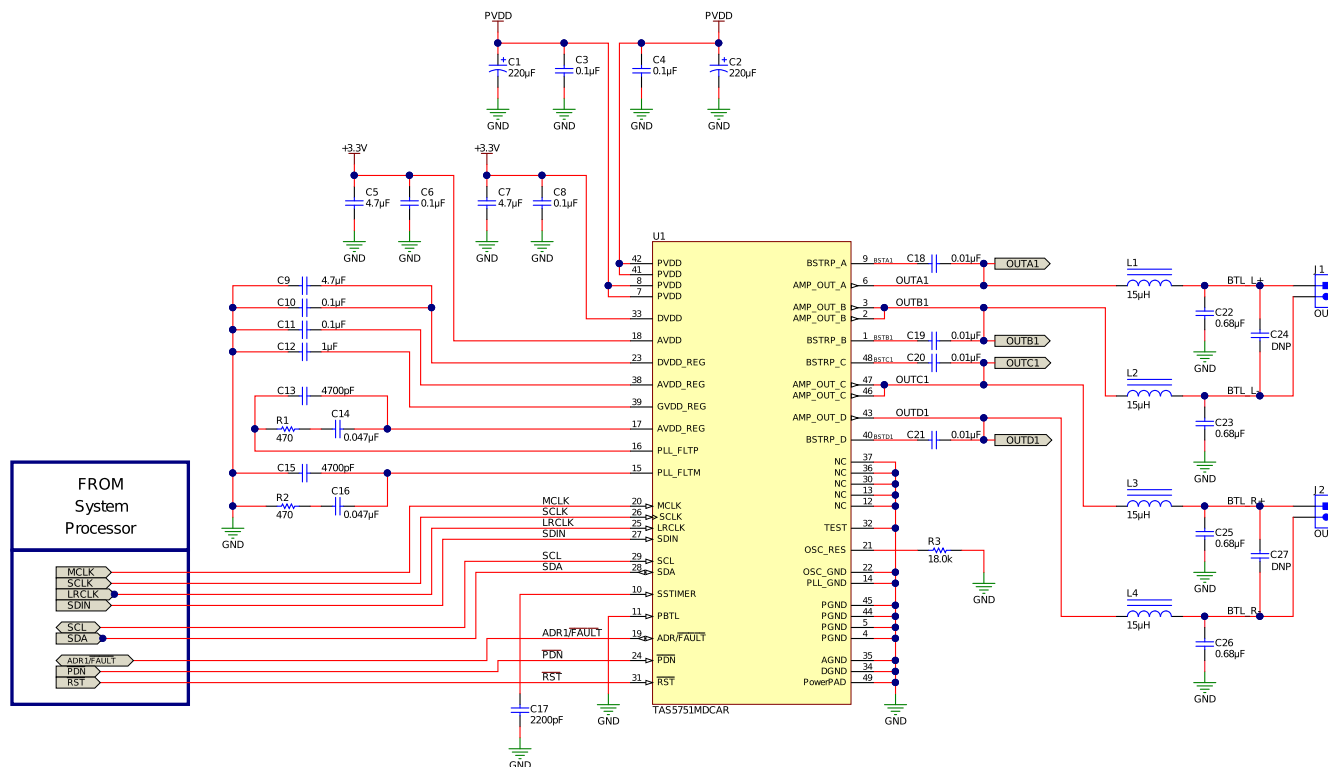 PVDD
PVDD
C1
220µF
C3
0.1µF
C4
0.1µF
C2
220µF
GND
GND
GND
GND
+3.3V
+3.3V
C5
4.7µF
C6
0.1µF
C7
4.7µF
C8
0.1µF
GND
GND
GND
GND
U1
42 PVDD
41 PVDD
8 PVDD
7 PVDD
33 DVDD
18 AVDD
23 DVDD_REG
38 AVDD_REG
39 GVDD_REG
17 AVDD_REG
16 PLL_FLTP
15 PLL_FLTM
20 MCLK
26 SCLK
25 LRCLK
27 SDIN
29 SCL
28 SDA
10 SSTIMER
11 PBTL
19 ADR/FAULT
24 PDN
31 RST
TAS5751MDCAR
C9 4.7µF
C10 0.1µF
C11 0.1µF
C12 1µF
C13 4700pF
R1
470
C14
0.047µF
C15 4700pF
R2
470
C16
0.047µF
GND
MCLK
SCLK
LRCLK
SDIN
SCL
SDA
ADR1/FAULT
PDN
RST
C17
2200pF
GND
GND
FROM
System
Processor
MCLK
SCLK
LRCLK
SDIN
SCL
SDA
ADR1/FAULT
PDN
RST
BSTRP_A 9 BSTA1 C18 0.01µF OUTA1
AMP_OUT_A 6 OUTA1
AMP_OUT_B 3 OUTB1
AMP_OUT_B 2
BSTRP_B 1 BSTB1 C19 0.01µF OUTB1
BSTRP_C 48 BSTC1 C20 0.01µF OUTC1
AMP_OUT_C 47 OUTC1
AMP_OUT_C 46
AMP_OUT_D 43 OUTD1
BSTRP_D 40 BSTD1 C21 0.01µF OUTD1
NC 37
NC 36
NC 30
NC 13
NC 12
TEST 32
OSC_RES 21
R3
18.0k
GND
OSC_GND 22
PLL_GND 14
PGND 45
PGND 44
PGND 5
PGND 4
AGND 35
DGND 34
PowerPAD 49
GND
L1
15µH
BTL L+
C22
0.68µF
GND
C24
DNP
L2
15µH
BTL L-
C23
0.68µF
GND
L3
15µH
BTL R+
C25
0.68µF
GND
C27
DNP
L4
15µH
BTL R-
C26
0.68µF
GND